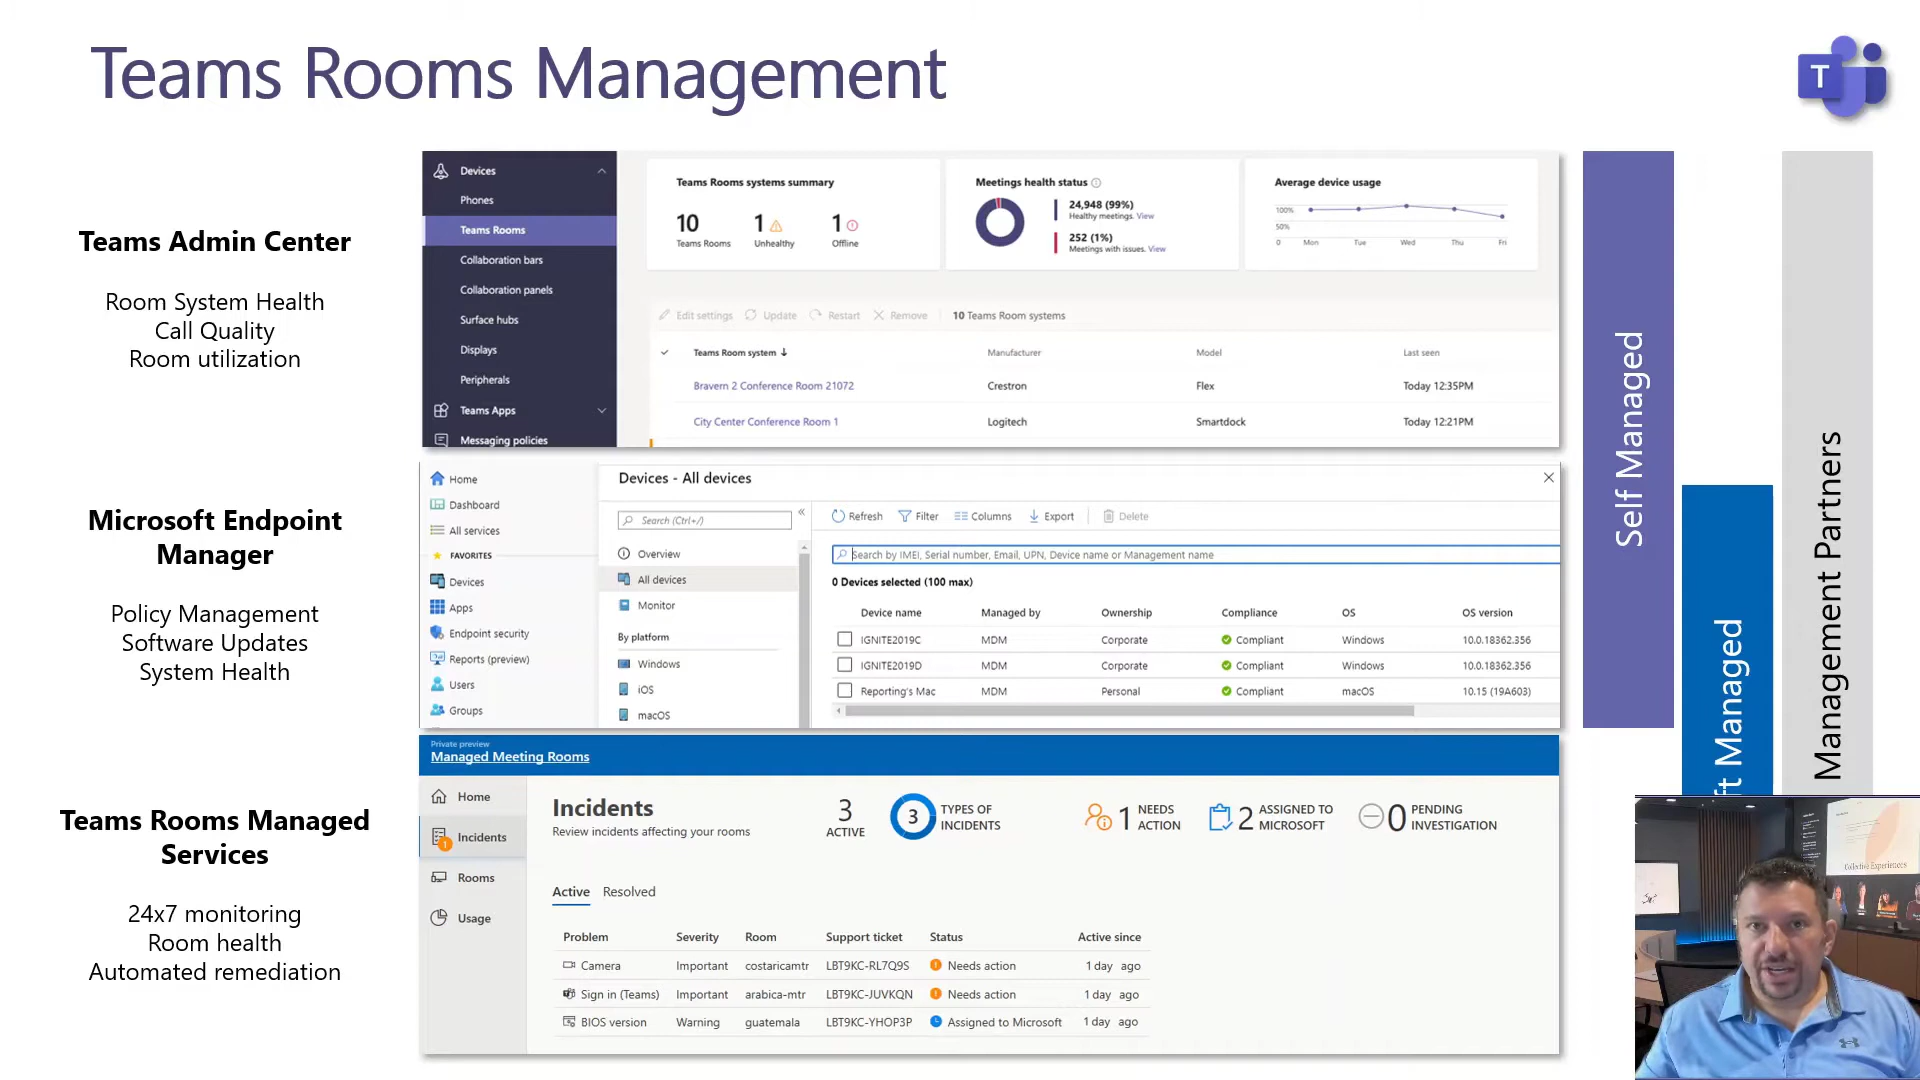 Teams Rooms Management
T
Teams Admin Center
Room System Health
Call Quality
Room utilization
Devices
Phones
Teams Rooms
Collaboration bars
Collaboration panels
Surface hubs
Displays
Peripherals
Teams Apps
Messaging policies
Teams Rooms systems summary
10
Teams Rooms
1
Unhealthy
1
Offline
Meetings health status
24,948 (99%)
Healthy meetings. View
252 (1%)
Meetings with issues. View
Average device usage
100%
50%
0 Mon Tue Wed Thu Fri
Edit settings Update Restart Remove 10 Teams Room systems
Teams Room system Manufacturer Model Last seen
Bravern 2 Conference Room 21072 Crestron Flex Today 12:35PM
City Center Conference Room 1 Logitech Smartdock Today 12:21PM
Microsoft Endpoint
Manager
Policy Management
Software Updates
System Health
Home
Dashboard
All services
FAVORITES
Devices
Apps
Endpoint security
Reports (preview)
Users
Groups
Devices - All devices
Search (Ctrl+/)
Overview
All devices
Monitor
By platform
Windows
iOS
macOS
Refresh Filter Columns Export Delete
Search by IMEI, Serial number, Email, UPN, Device name or Management name
0 Devices selected (100 max)
Device name Managed by Ownership Compliance OS OS version
IGNITE2019C MDM Corporate Compliant Windows 10.0.18362.356
IGNITE2019D MDM Corporate Compliant Windows 10.0.18362.356
Reporting's Mac MDM Personal Compliant macOS 10.15 (19A603)
Teams Rooms Managed
Services
24x7 monitoring
Room health
Automated remediation
Private preview
Managed Meeting Rooms
Home
Incidents
Rooms
Usage
Incidents
Review incidents affecting your rooms
3
ACTIVE
3 TYPES OF
INCIDENTS
1 NEEDS
ACTION
2 ASSIGNED TO
MICROSOFT
0 PENDING
INVESTIGATION
Active Resolved
Problem Severity Room Support ticket Status Active since
Camera Important costaricamtr LBT9KC-RL7Q9S Needs action 1 day ago
Sign in (Teams) Important arabica-mtr LBT9KC-JUVKQN Needs action 1 day ago
BIOS version Warning guatemala LBT9KC-YHOP3P Assigned to Microsoft 1 day ago
Self Managed
ft Managed
Management Partners
Collective Experiences